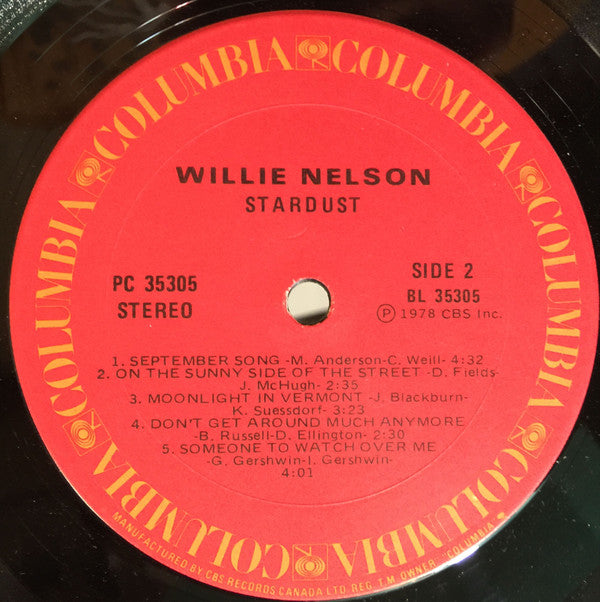 COLUMBIA COLUMBIA COLUMBIA COLUMBIA COLUMBIA COLUMBIA COLUMBIA COLUMBIA
WILLIE NELSON
STARDUST
PC 35305
STEREO
SIDE 2
BL 35305
Ⓟ 1978 CBS Inc.
1. SEPTEMBER SONG -M. Anderson-C. Weill- 4:32
2. ON THE SUNNY SIDE OF THE STREET -D. Fields-
J. McHugh- 2:35
3. MOONLIGHT IN VERMONT -J. Blackburn-
K. Suessdorf- 3:23
4. DON'T GET AROUND MUCH ANYMORE
-B. Russell-D. Ellington- 2:30
5. SOMEONE TO WATCH OVER ME
-G. Gershwin-I. Gershwin-
4:01
MANUFACTURED BY CBS RECORDS CANADA LTD. REG. T.M. OWNER "COLUMBIA"